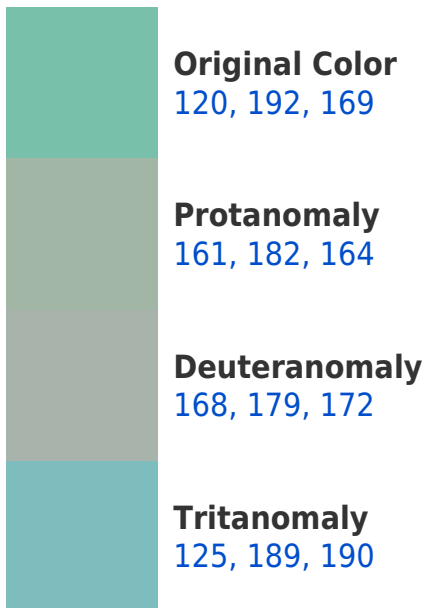 Original Color
120, 192, 169
Protanomaly
161, 182, 164
Deuteranomaly
168, 179, 172
Tritanomaly
125, 189, 190